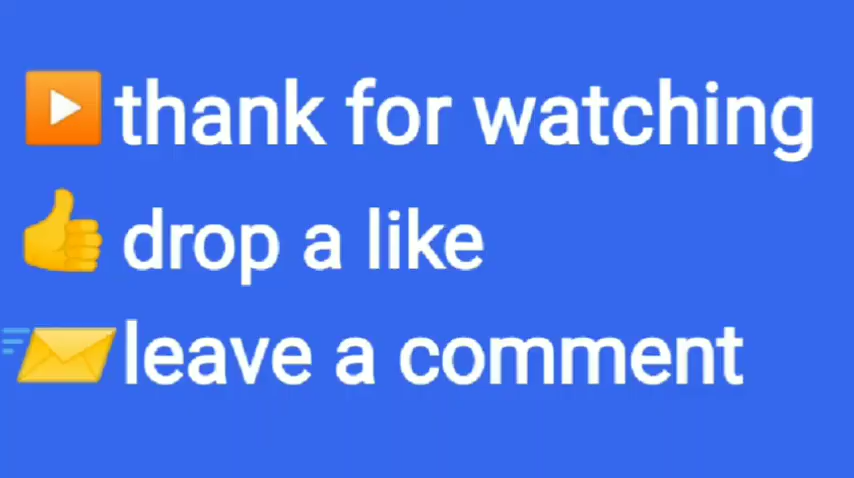 thank for watching
drop a like
leave a comment